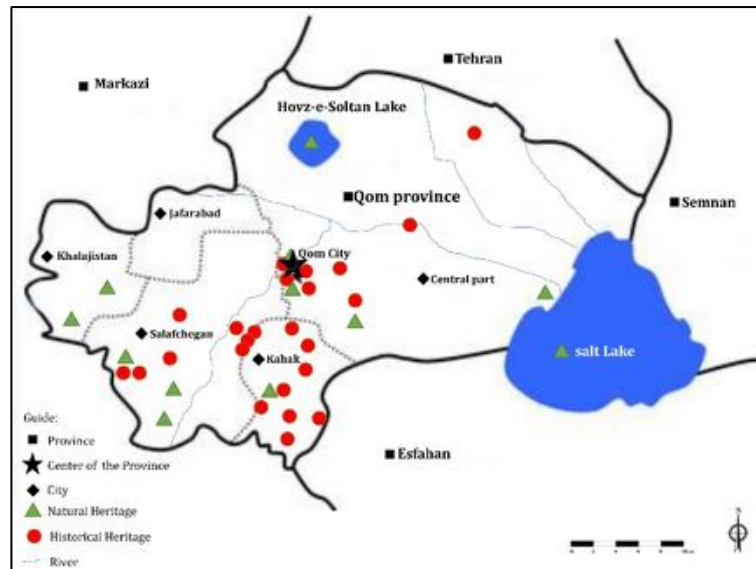 Tehran
Markazi
Hovz-e-Soltan Lake
Qom province
Semnan
Jafarabad
Khalajistan
Qom City
Central part
Salafchegan
Kahak
salt Lake
Esfahan
Guide:
Province
Center of the Province
City
Natural Heritage
Historical Heritage
River
N